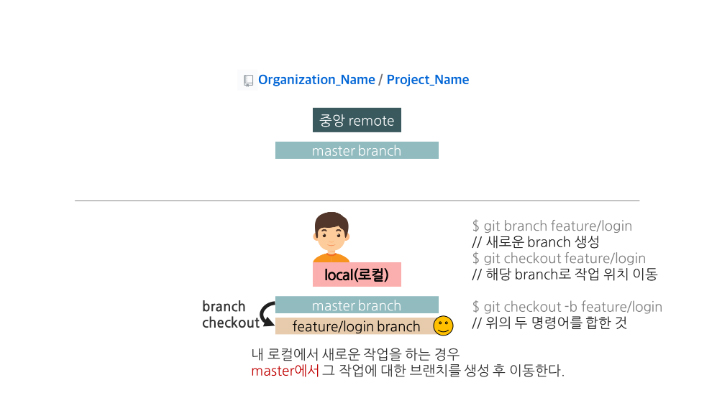 Organization_Name / Project_Name
중앙 remote
master branch
$ git branch feature/login
// 새로운 branch 생성
$ git checkout feature/login
// 해당 branch로 작업 위치 이동
local(로컬)
branch
checkout
master branch
feature/login branch
$ git checkout -b feature/login
// 위의 두 명령어를 합한 것
내 로컬에서 새로운 작업을 하는 경우
master에서 그 작업에 대한 브랜치를 생성 후 이동한다.